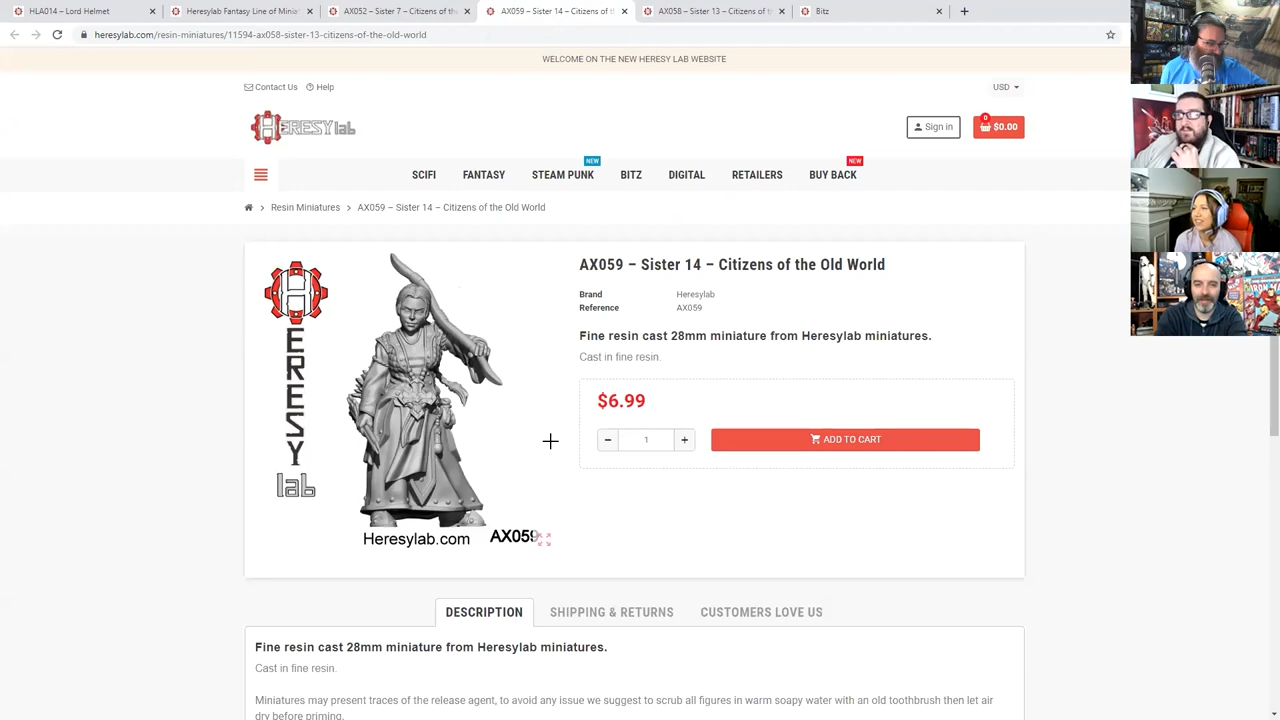 HLA014 – Lord Helmet
Heresylab Fantasy Line of Minia
AX052 – Sister 7 – Citizens of the
AX059 – Sister 14 – Citizens of t
AX058 – Sister 13 – Citizens of th
Bitz
heresylab.com/resin-miniatures/11594-ax058-sister-13-citizens-of-the-old-world
WELCOME ON THE NEW HERESY LAB WEBSITE
Contact Us
Help
USD
HERESYlab
Sign in
0
$0.00
NEW
NEW
SCIFI
FANTASY
STEAM PUNK
BITZ
DIGITAL
RETAILERS
BUY BACK
Resin Miniatures
AX059 – Sister 14 – Citizens of the Old World
HERESY
lab
Heresylab.com
AX059
AX059 – Sister 14 – Citizens of the Old World
Brand Heresylab
Reference AX059
Fine resin cast 28mm miniature from Heresylab miniatures.
Cast in fine resin.
$6.99
1
ADD TO CART
DESCRIPTION
SHIPPING & RETURNS
CUSTOMERS LOVE US
Fine resin cast 28mm miniature from Heresylab miniatures.
Cast in fine resin.
Miniatures may present traces of the release agent, to avoid any issue we suggest to scrub all figures in warm soapy water with an old toothbrush then let air
dry before priming.